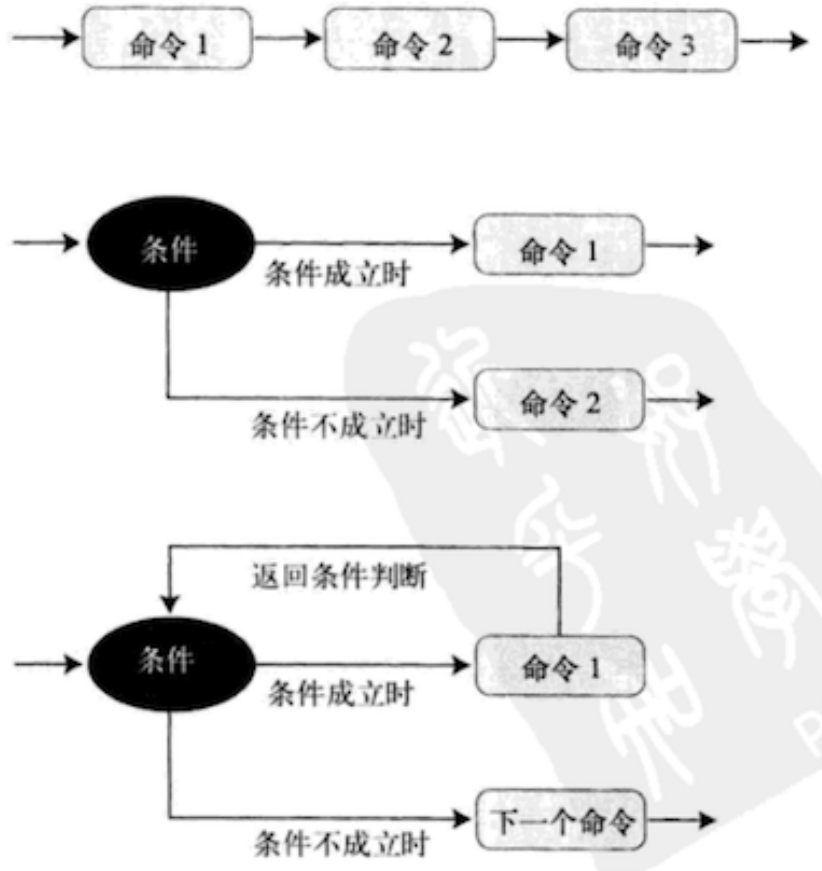 命令 1
命令 2
命令 3
条件
条件成立时
命令 1
条件不成立时
命令 2
返回条件判断
条件
条件成立时
命令 1
条件不成立时
下一个命令
P